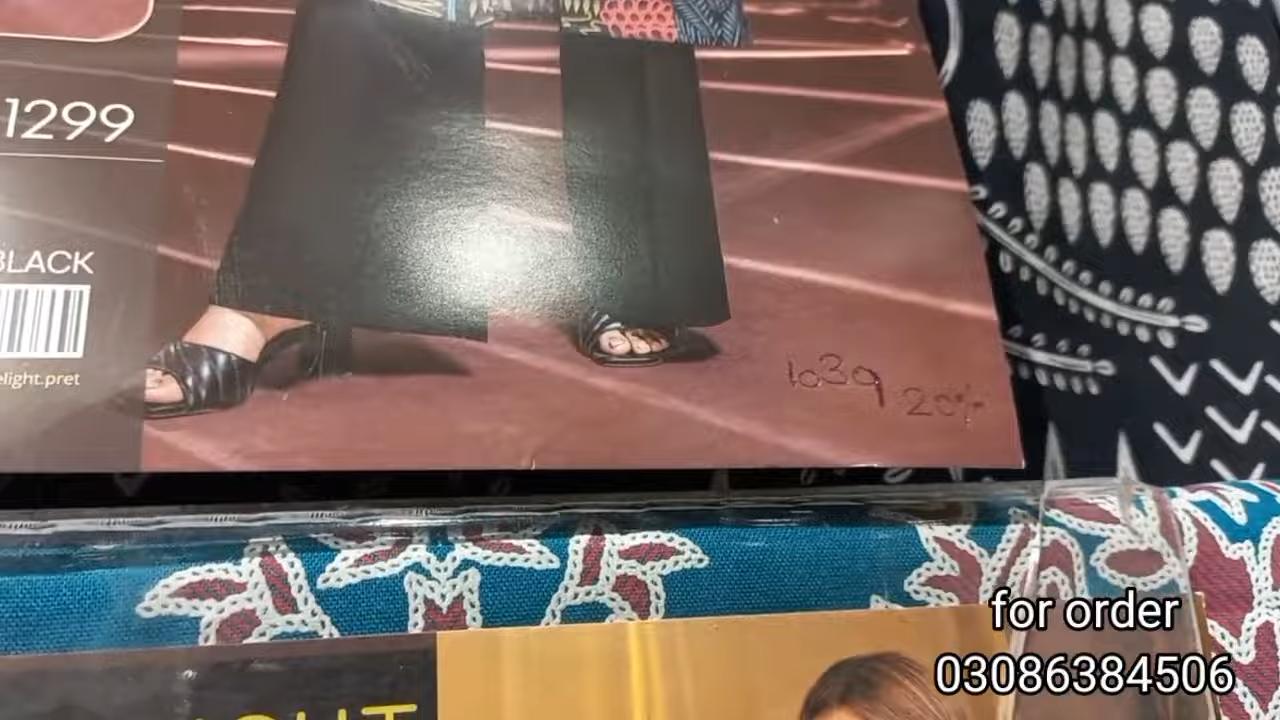 1299
BLACK
elight.pret
1039
20%
for order
03086384506